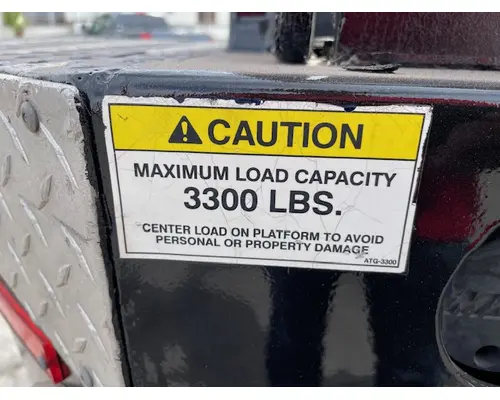 CAUTION
MAXIMUM LOAD CAPACITY
3300 LBS.
CENTER LOAD ON PLATFORM TO AVOID
PERSONAL OR PROPERTY DAMAGE
ATG-3300